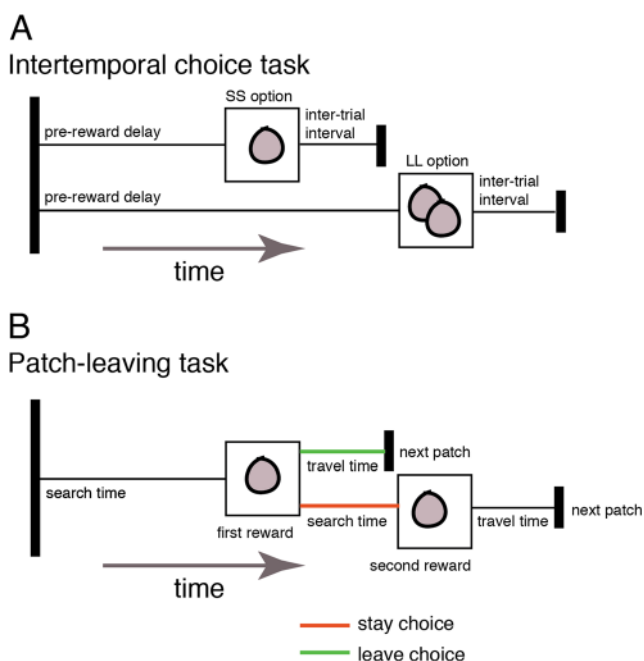 A
Intertemporal choice task
SS option
inter-trial
interval
pre-reward delay
LL option
inter-trial
interval
pre-reward delay
time
B
Patch-leaving task
next patch
travel time
search time
search time
travel time
next patch
first reward
second reward
time
stay choice
leave choice